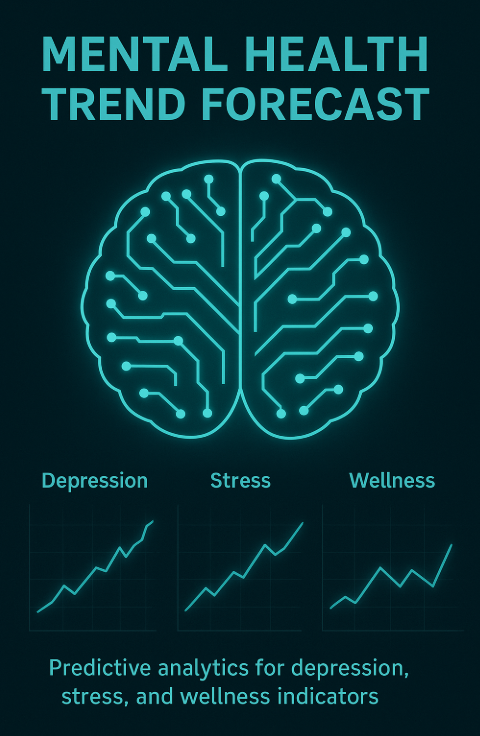 MENTAL HEALTH
TREND FORECAST
Depression
Stress
Wellness
Predictive analytics for depression,
stress, and wellness indicators